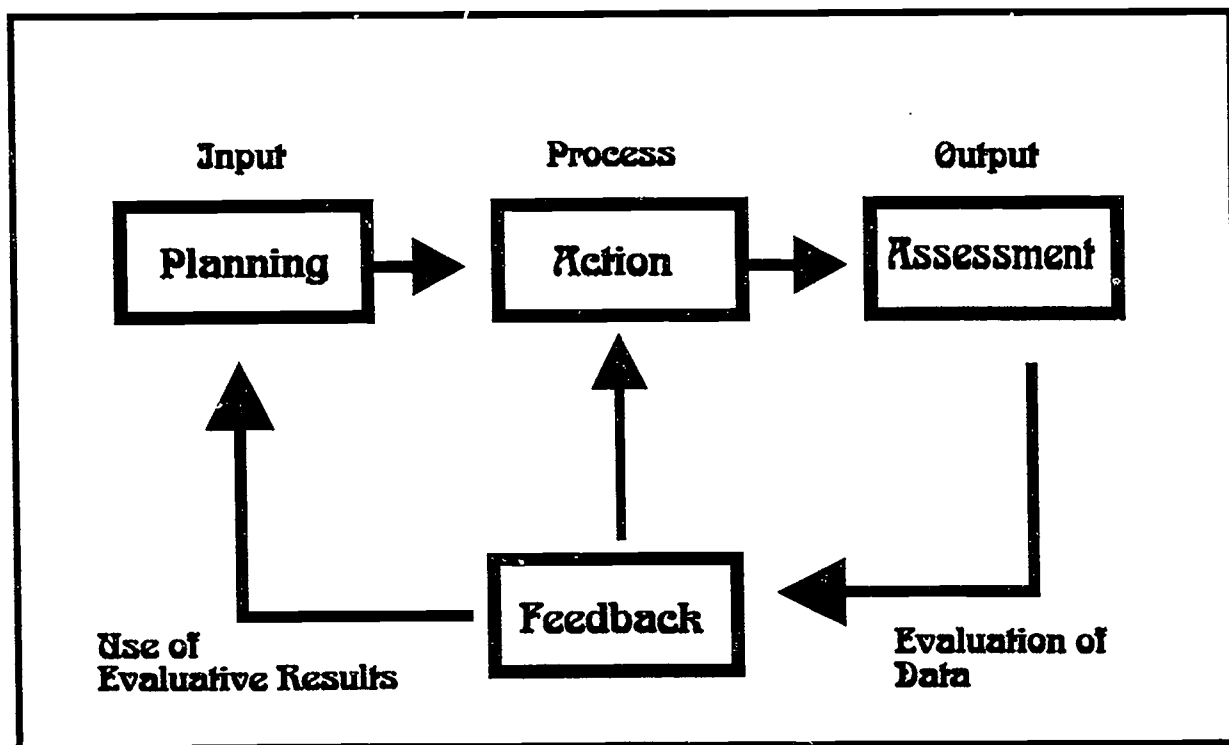 Input
Process
Output
Planning
Action
Assessment
Feedback
Use of
Evaluative Results
Evaluation of
Data